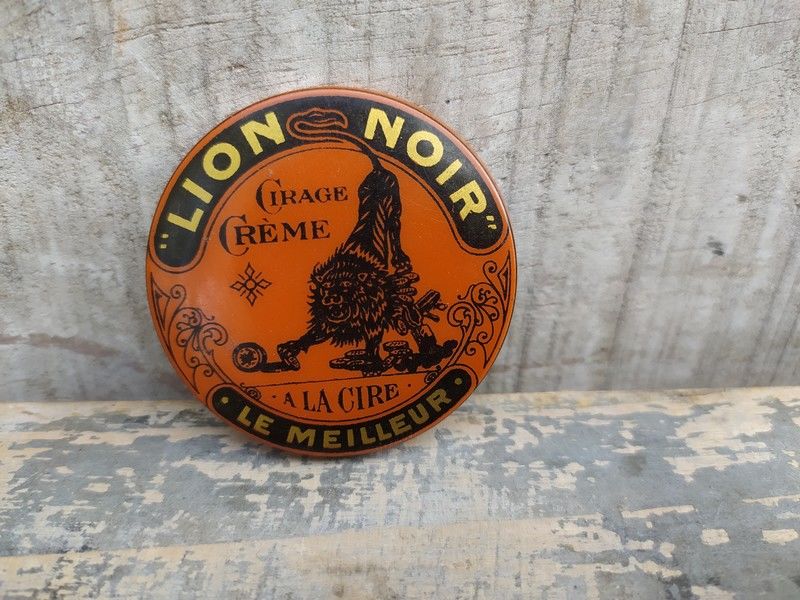 "LION NOIR"
CIRAGE
CRÈME
· A LA CIRE ·
· LE MEILLEUR ·